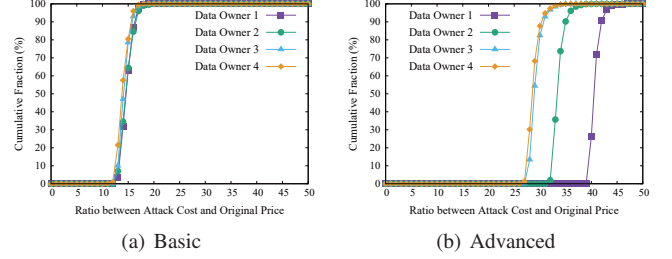 100
90
80
70
60
50
40
30
20
10
0
Cumulative Fraction (%)
Data Owner 1
Data Owner 2
Data Owner 3
Data Owner 4
0 5 10 15 20 25 30 35 40 45 50
Ratio between Attack Cost and Original Price
(a) Basic
100
90
80
70
60
50
40
30
20
10
0
Cumulative Fraction (%)
Data Owner 1
Data Owner 2
Data Owner 3
Data Owner 4
0 5 10 15 20 25 30 35 40 45 50
Ratio between Attack Cost and Original Price
(b) Advanced